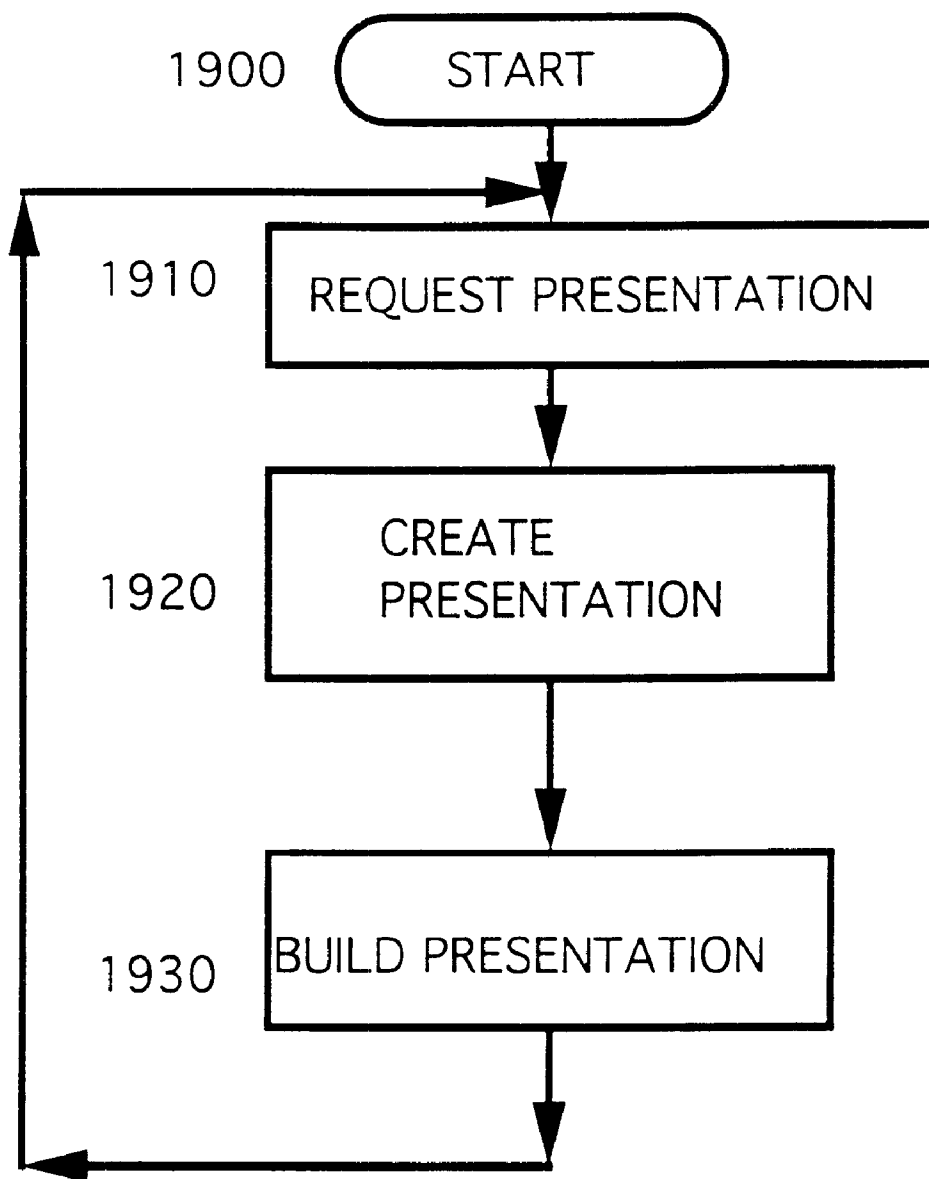 1900 START
1910 REQUEST PRESENTATION
CREATE
1920 PRESENTATION
1930 BUILD PRESENTATION